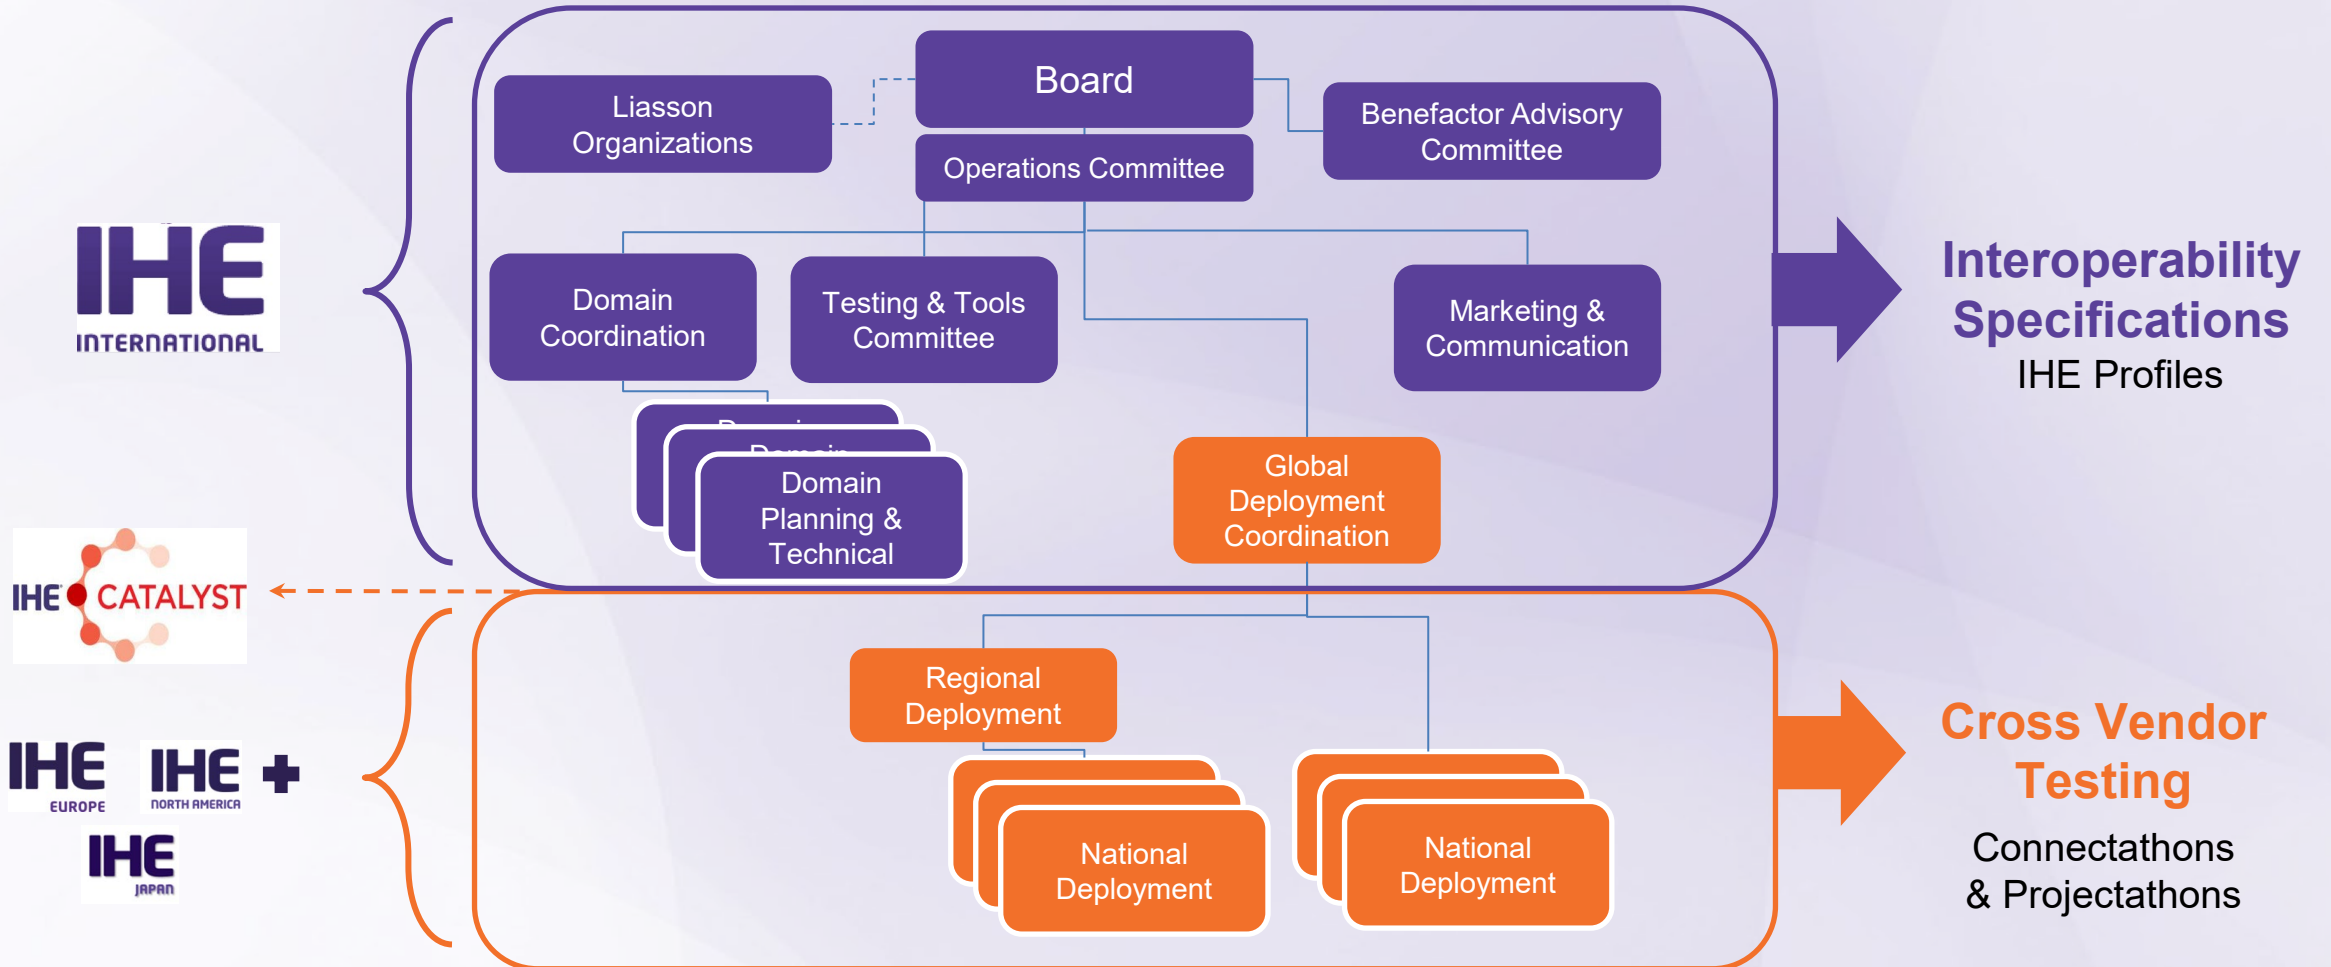 Board
Liasson
Organizations
Benefactor Advisory
Committee
Operations Committee
IHE
INTERNATIONAL
Domain
Coordination
Testing & Tools
Committee
Marketing &
Communication
Interoperability
Specifications
IHE Profiles
Domain
Domain
Planning &
Technical
Global
Deployment
Coordination
IHE CATALYST
Regional
Deployment
IHE
EUROPE
IHE
NORTH AMERICA
+
IHE
JAPAN
National
Deployment
National
Deployment
Cross Vendor
Testing
Connectathons
& Projectathons